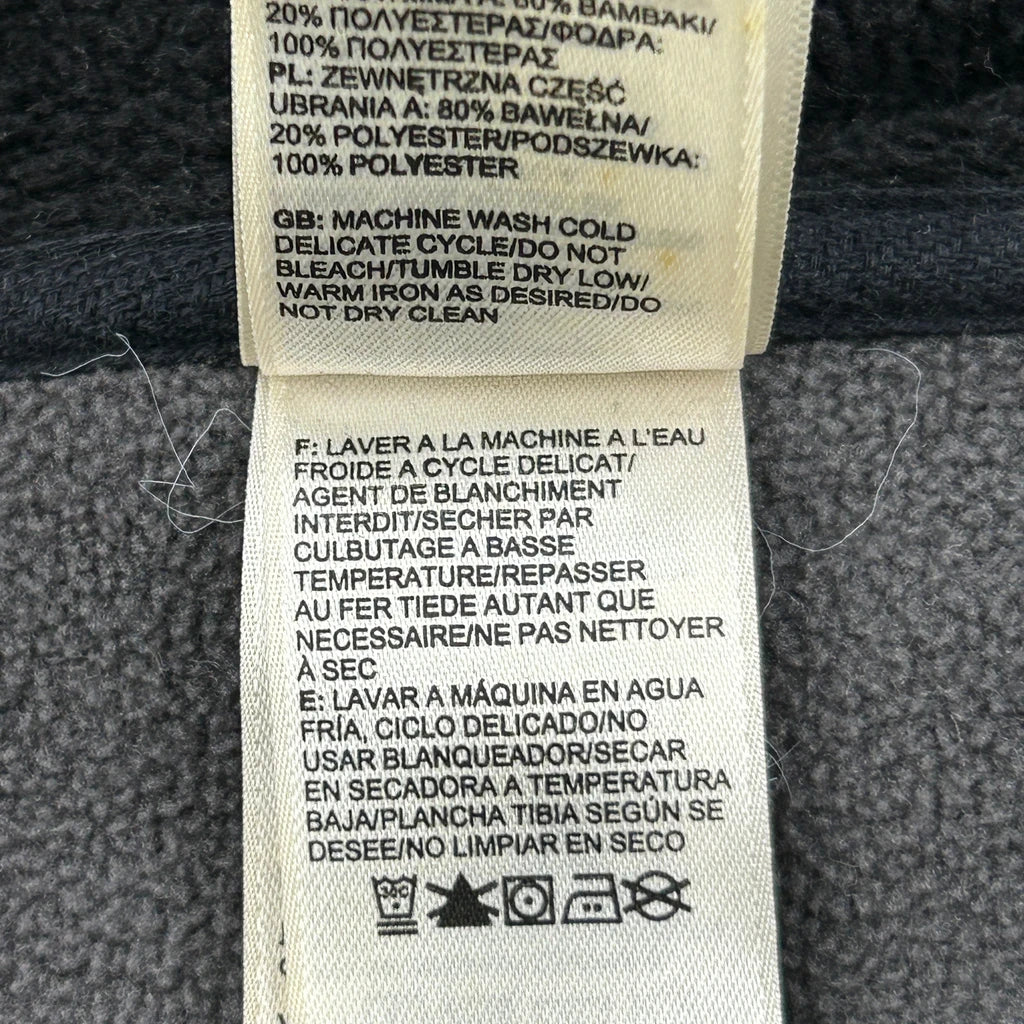 80% ΒΑΜΒΑΚΙ/
20% ΠΟΛΥΕΣΤΕΡΑΣ/ΦΟΔΡΑ:
100% ΠΟΛΥΕΣΤΕΡΑΣ
PL: ZEWNĘTRZNA CZĘŚĆ
UBRANIA A: 80% BAWEŁNA/
20% POLYESTER/PODSZEWKA:
100% POLYESTER
GB: MACHINE WASH COLD
DELICATE CYCLE/DO NOT
BLEACH/TUMBLE DRY LOW/
WARM IRON AS DESIRED/DO
NOT DRY CLEAN
F: LAVER A LA MACHINE A L'EAU
FROIDE A CYCLE DELICAT/
AGENT DE BLANCHIMENT
INTERDIT/SECHER PAR
CULBUTAGE A BASSE
TEMPERATURE/REPASSER
AU FER TIEDE AUTANT QUE
NECESSAIRE/NE PAS NETTOYER
À SEC
E: LAVAR A MÁQUINA EN AGUA
FRÍA, CICLO DELICADO/NO
USAR BLANQUEADOR/SECAR
EN SECADORA A TEMPERATURA
BAJA/PLANCHA TIBIA SEGÚN SE
DESEE/NO LIMPIAR EN SECO